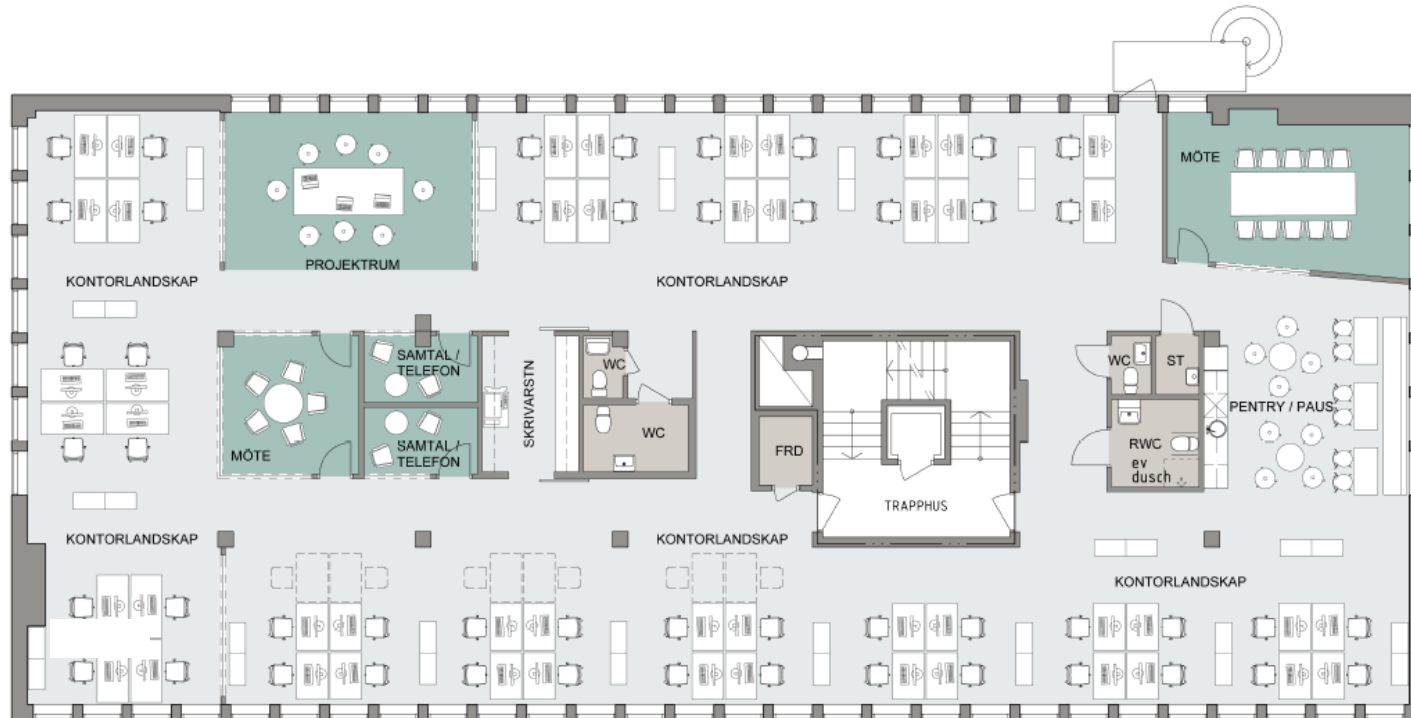 MÖTE
PROJEKTRUM
KONTORLANDSKAP
KONTORLANDSKAP
SAMTAL /
TELEFON
WC
WC
ST
SKRIVARSTN
PENTRY / PAUS
WC
MÖTE
SAMTAL /
TELEFON
FRD
RWC
ev
dusch
TRAPPHUS
KONTORLANDSKAP
KONTORLANDSKAP
KONTORLANDSKAP